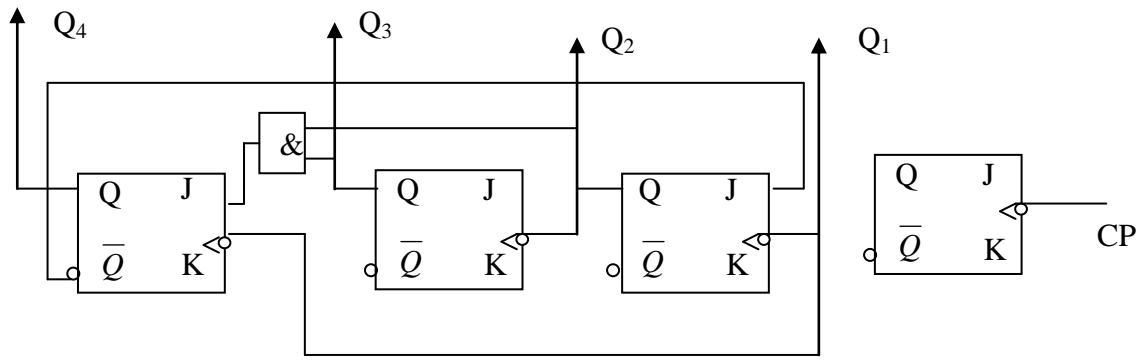 Q4 Q3 Q2 Q1
&
Q J Q J Q J Q J
Q̅ K Q̅ K Q̅ K Q̅ K
CP